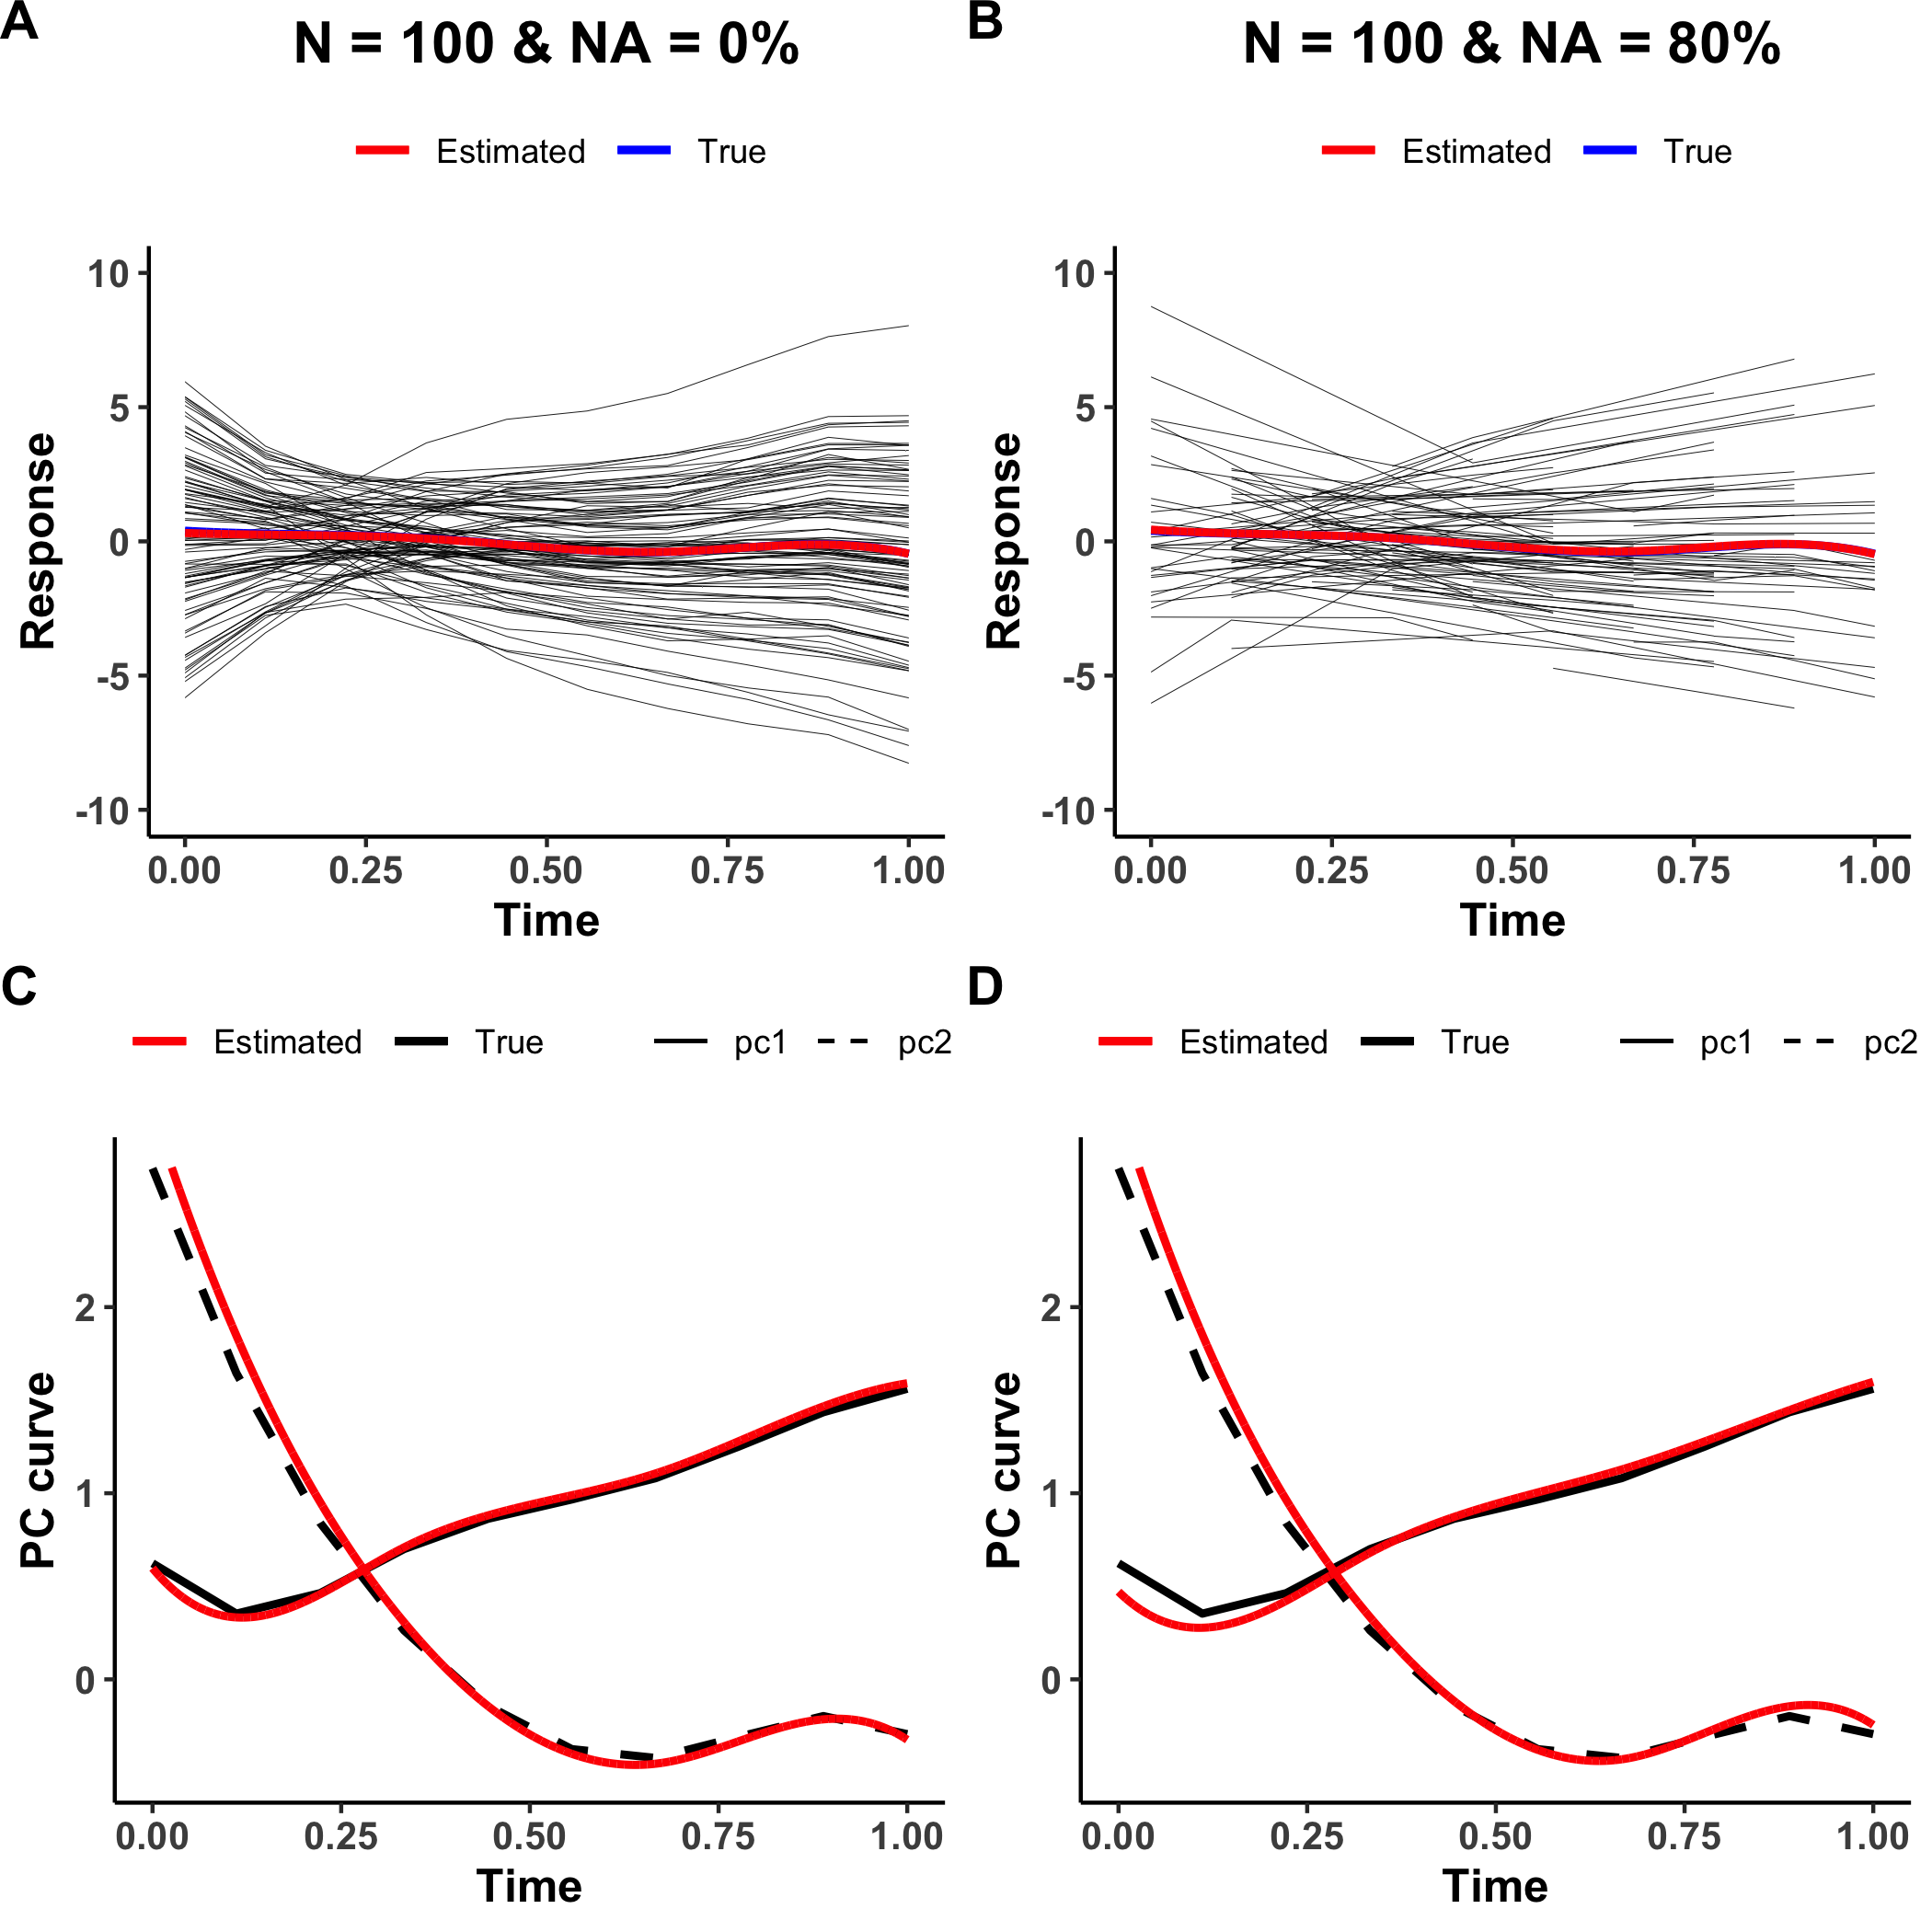 A
N = 100 & NA = 0%
Estimated True
10
5
0
-5
-10
Response
0.00 0.25 0.50 0.75 1.00
Time
B
N = 100 & NA = 80%
Estimated True
10
5
0
-5
-10
Response
0.00 0.25 0.50 0.75 1.00
Time
C
Estimated True pc1 pc2
2
1
0
PC curve
0.00 0.25 0.50 0.75 1.00
Time
D
Estimated True pc1 pc2
2
1
0
PC curve
0.00 0.25 0.50 0.75 1.00
Time